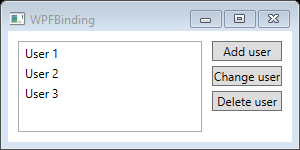 WPFBinding
User 1
User 2
User 3
Add user
Change user
Delete user